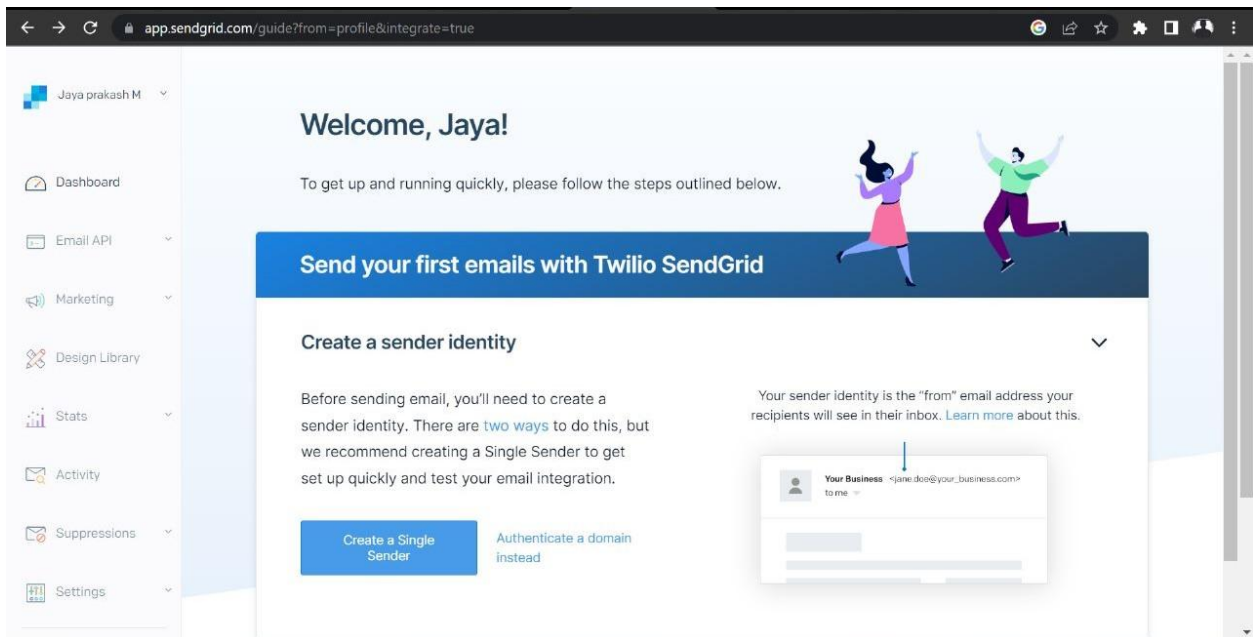 app.sendgrid.com/guide?from=profile&integrate=true
Jaya prakash M
Dashboard
Email API
Marketing
Design Library
Stats
Activity
Suppressions
Settings
Welcome, Jaya!
To get up and running quickly, please follow the steps outlined below.
Send your first emails with Twilio SendGrid
Create a sender identity
Before sending email, you'll need to create a
sender identity. There are two ways to do this, but
we recommend creating a Single Sender to get
set up quickly and test your email integration.
Create a Single
Sender
Authenticate a domain
instead
Your sender identity is the "from" email address your
recipients will see in their inbox. Learn more about this.
Your Business <jane.doe@your_business.com>
to me